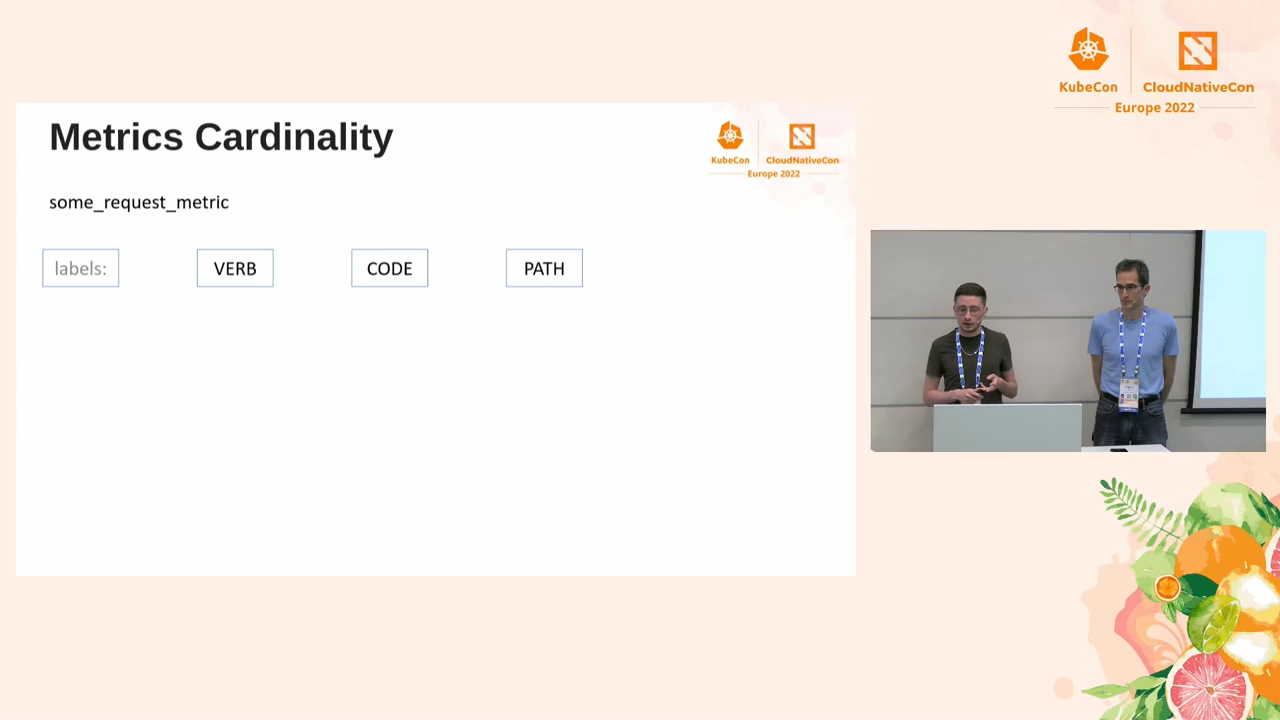 KubeCon
CloudNativeCon
Europe 2022
Metrics Cardinality
KubeCon
CloudNativeCon
Europe 2022
some_request_metric
labels:
VERB
CODE
PATH